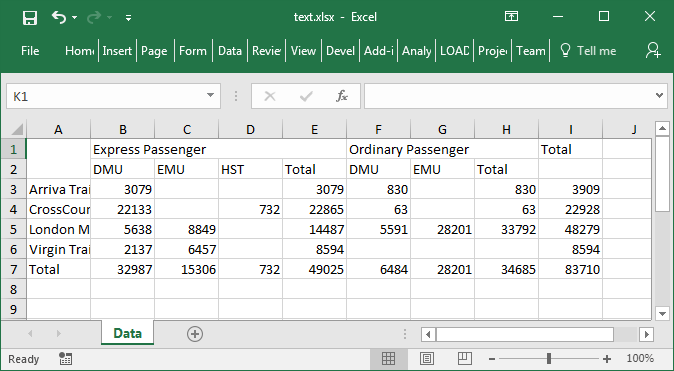 text.xlsx - Excel
File Home Insert Page Form Data Review View Devel Add-i Analy LOAD Proje Team Tell me
K1 fx
A B C D E F G H I J
1 Express Passenger Ordinary Passenger Total
2 DMU EMU HST Total DMU EMU Total
3 Arriva Trai 3079 3079 830 830 3909
4 CrossCour 22133 732 22865 63 63 22928
5 London M 5638 8849 14487 5591 28201 33792 48279
6 Virgin Trai 2137 6457 8594 8594
7 Total 32987 15306 732 49025 6484 28201 34685 83710
8
9
Data
Ready 100%